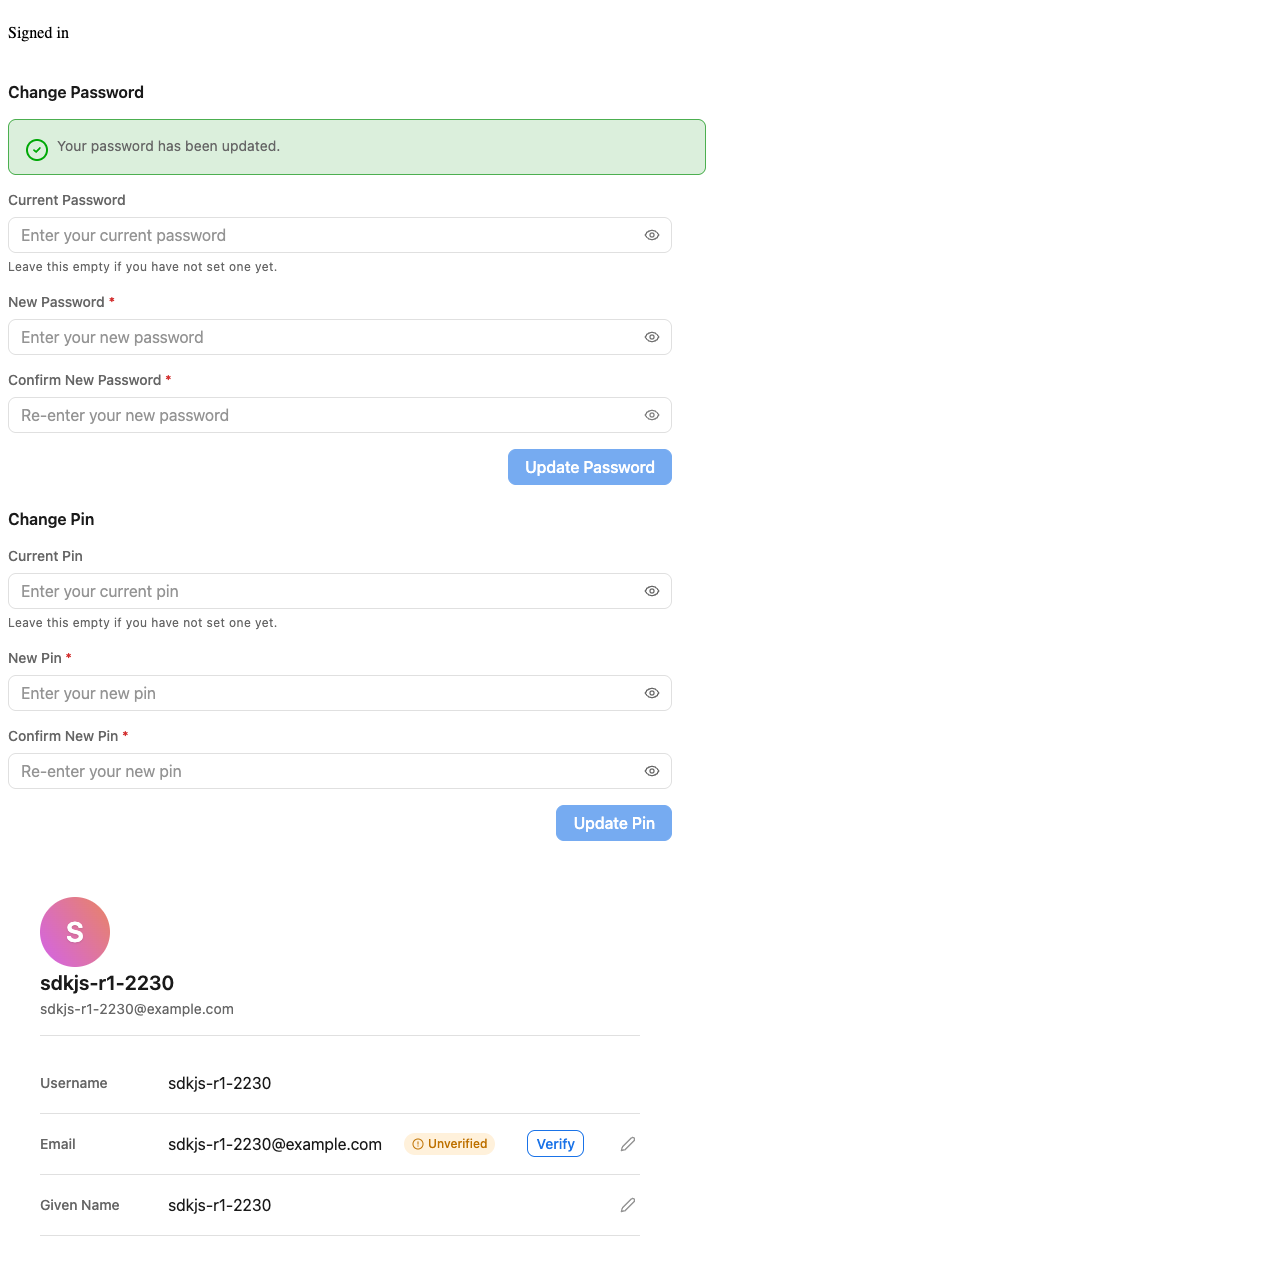 Signed in
Change Password
Your password has been updated.
Current Password
Enter your current password
Leave this empty if you have not set one yet.
New Password *
Enter your new password
Confirm New Password *
Re-enter your new password
Update Password
Change Pin
Current Pin
Enter your current pin
Leave this empty if you have not set one yet.
New Pin *
Enter your new pin
Confirm New Pin *
Re-enter your new pin
Update Pin
S
sdkjs-r1-2230
sdkjs-r1-2230@example.com
Username sdkjs-r1-2230
Email sdkjs-r1-2230@example.com Unverified Verify
Given Name sdkjs-r1-2230